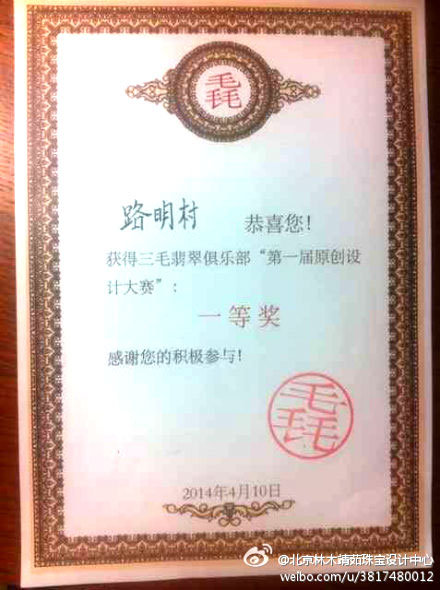 毳
路明村 恭喜您！
获得三毛翡翠俱乐部“第一届原创设
计大赛”：
一等奖
感谢您的积极参与！
毳
2014年4月10日
@北京林木靖茹珠宝设计中心
weibo.com/u/3817480012